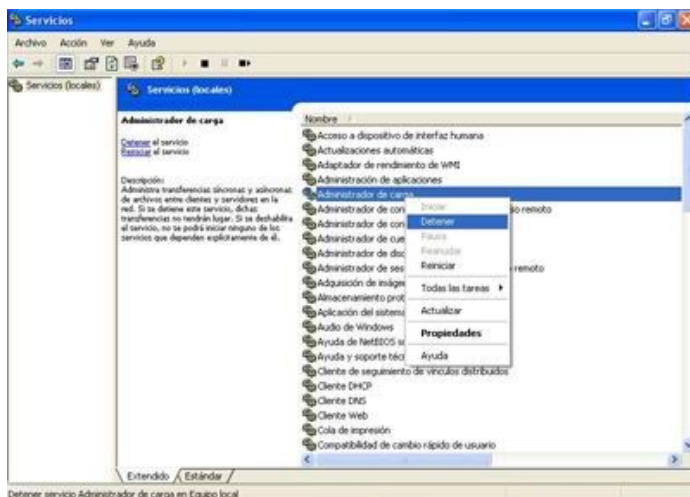 Servicios
Archivo Acción Ver Ayuda
Servicios (locales)
Servicios (locales)
Administrador de carga
Detener el servicio
Reiniciar el servicio
Descripción:
Administra transferencias síncronas y asíncronas
de archivos entre clientes y servidores en la
red. Si se detiene este servicio, dichas
transferencias no tendrán lugar. Si se deshabilita
el servicio, no se podrá iniciar ninguno de los
servicios que dependen explícitamente de él.
Nombre
Acceso a dispositivo de interfaz humana
Actualizaciones automáticas
Adaptador de rendimiento de WMI
Administración de aplicaciones
Administrador de carga
Administrador de con so remoto
Administrador de con
Administrador de cue
Administrador de disc
Administrador de ses remoto
Adquisición de imáge
Almacenamiento prot
Aplicación del sistema
Audio de Windows
Ayuda de NetBIOS s
Ayuda y soporte técn
Cliente de seguimiento de vínculos distribuidos
Cliente DHCP
Cliente DNS
Cliente Web
Cola de impresión
Compatibilidad de cambio rápido de usuario
Iniciar
Detener
Pausa
Reanudar
Reiniciar
Todas las tareas
Actualizar
Propiedades
Ayuda
Extendido Estándar
Detener servicio Administrador de carga en Equipo local